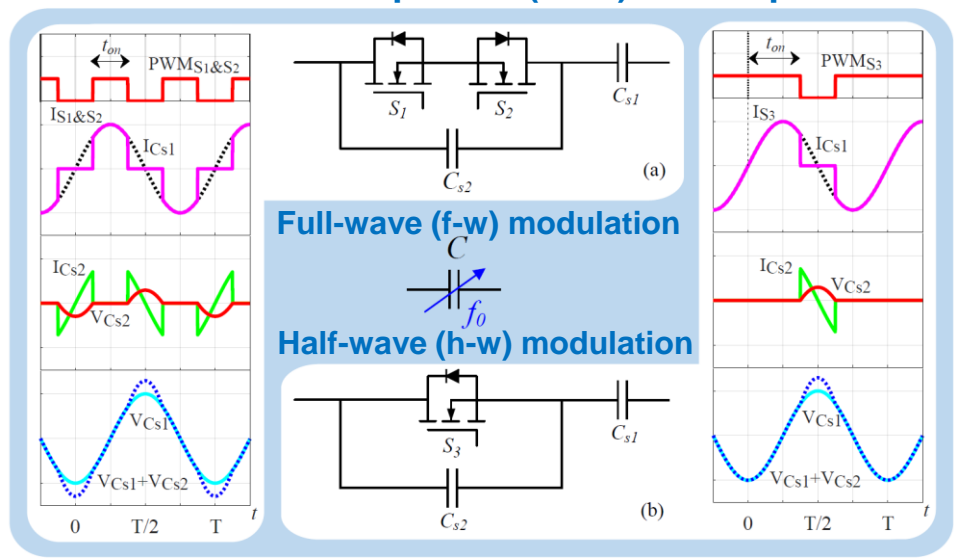 t_on
PWM_S1&S2
I_S1&S2
I_Cs1
I_Cs2
V_Cs2
V_Cs1
V_Cs1+V_Cs2
0 T/2 T t
S_1 S_2 C_s1
C_s2
(a)
Full-wave (f-w) modulation
C
f_0
Half-wave (h-w) modulation
S_3 C_s1
C_s2
(b)
t_on
PWM_S3
I_S3
I_Cs1
I_Cs2
V_Cs2
V_Cs1
V_Cs1+V_Cs2
0 T/2 T t